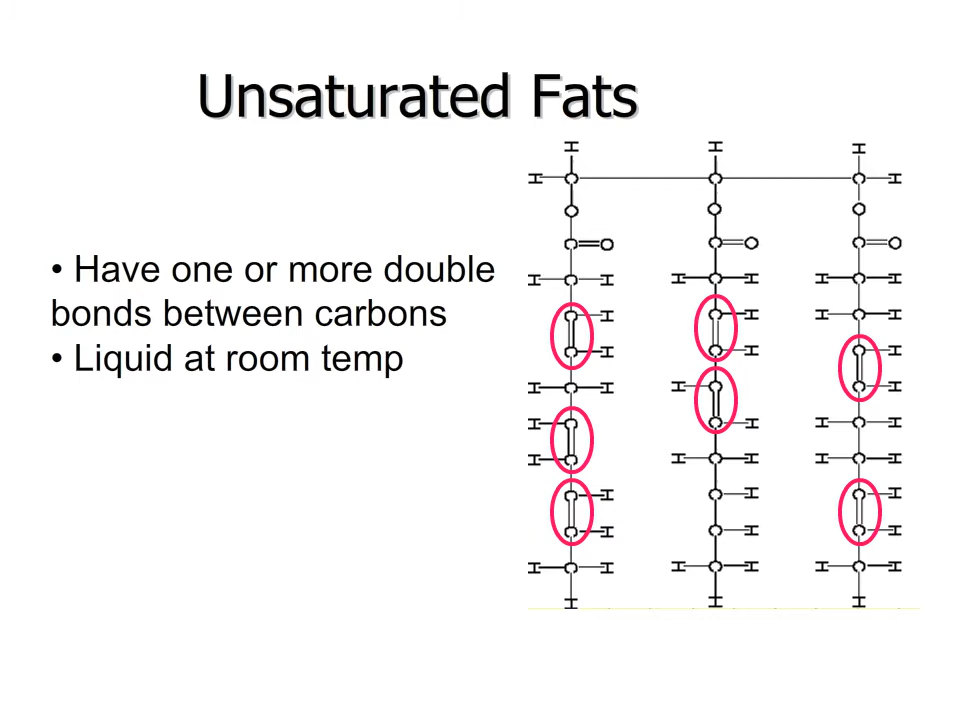 Unsaturated Fats
• Have one or more double
bonds between carbons
• Liquid at room temp